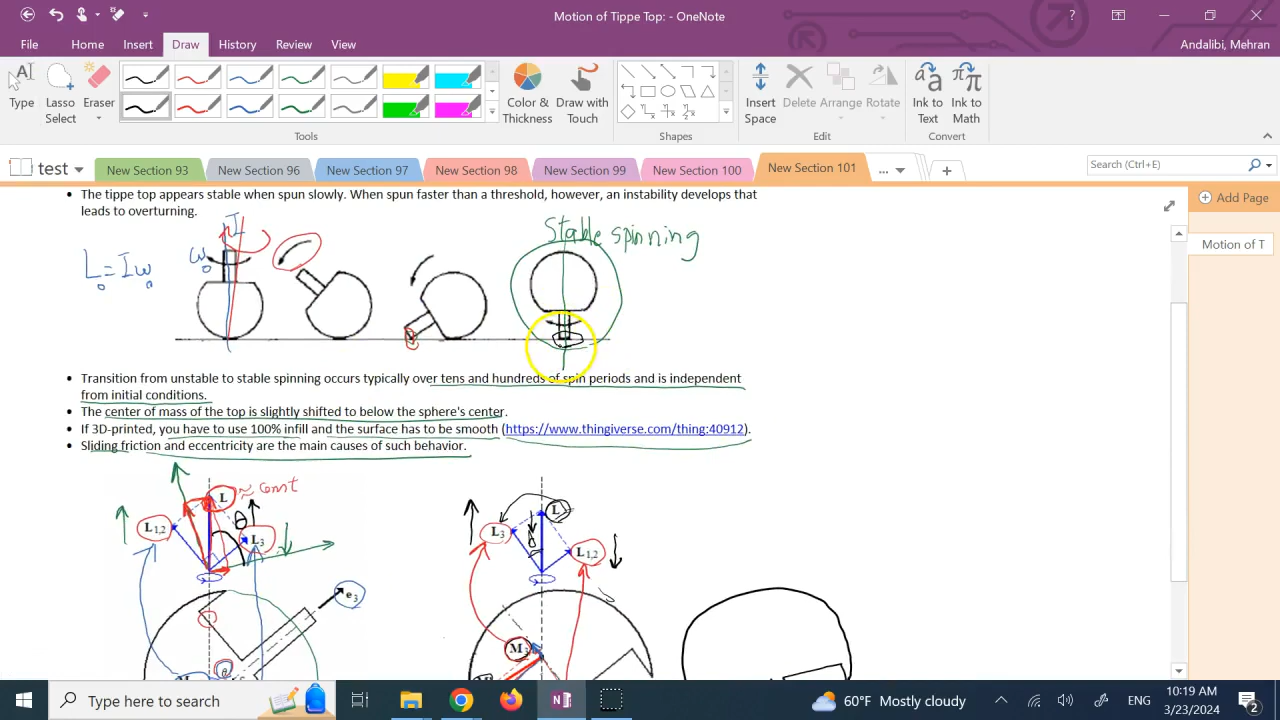 Motion of Tippe Top: - OneNote
?
File Home Insert Draw History Review View
Andalibi, Mehran
Type
Lasso Select
Eraser
Color & Thickness
Draw with Touch
Insert Space
Delete
Arrange
Rotate
Ink to Text
Ink to Math
Tools
Shapes
Edit
Convert
test
New Section 93
New Section 96
New Section 97
New Section 98
New Section 99
New Section 100
New Section 101
...
Search (Ctrl+E)
Add Page
Motion of T
• The tippe top appears stable when spun slowly. When spun faster than a threshold, however, an instability develops that
leads to overturning.
I
Stable spinning
L₀ = Iω₀
ω₀
• Transition from unstable to stable spinning occurs typically over tens and hundreds of spin periods and is independent
from initial conditions.
• The center of mass of the top is slightly shifted to below the sphere's center.
• If 3D-printed, you have to use 100% infill and the surface has to be smooth (https://www.thingiverse.com/thing:40912).
• Sliding friction and eccentricity are the main causes of such behavior.
L ≈ const
L
L1,2
θ
L3
L3
L1,2
e3
M3
θ
Type here to search
60°F Mostly cloudy
ENG
10:19 AM
3/23/2024
2